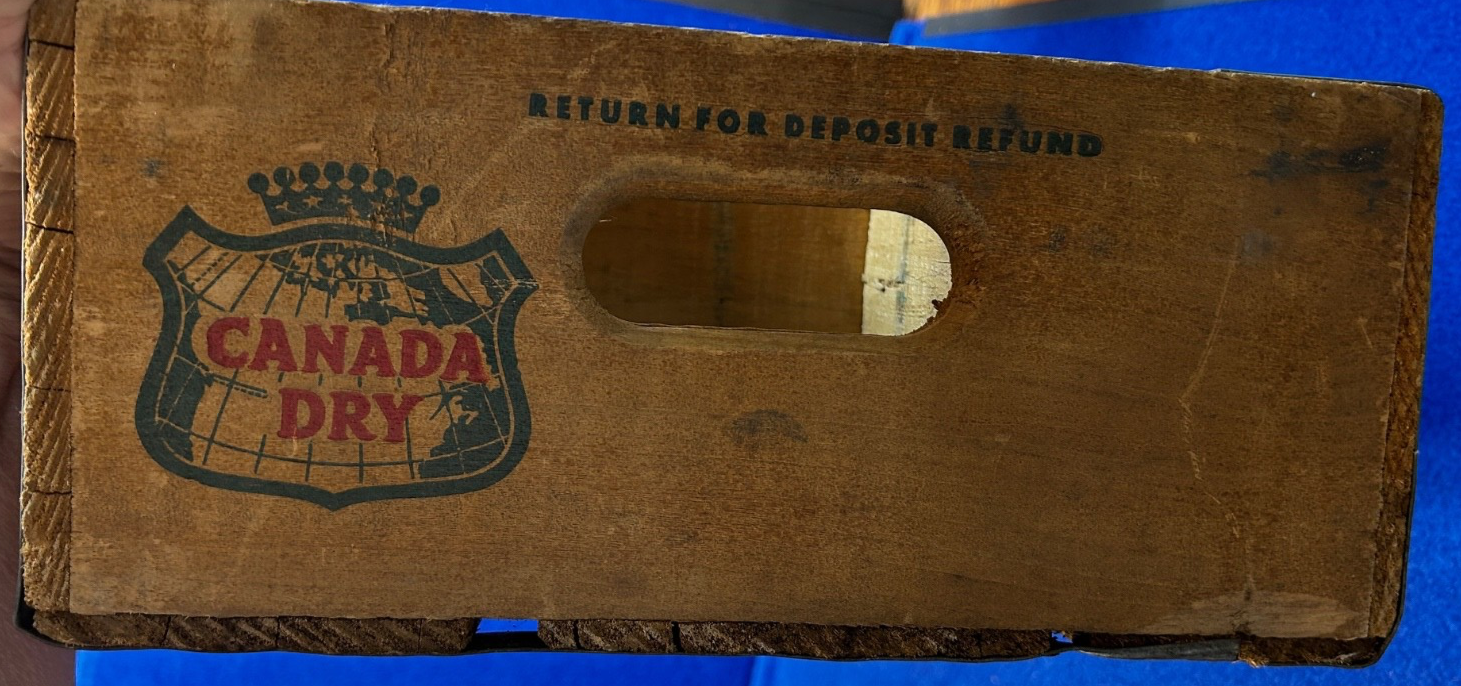 RETURN FOR DEPOSIT REFUND
CANADA
DRY